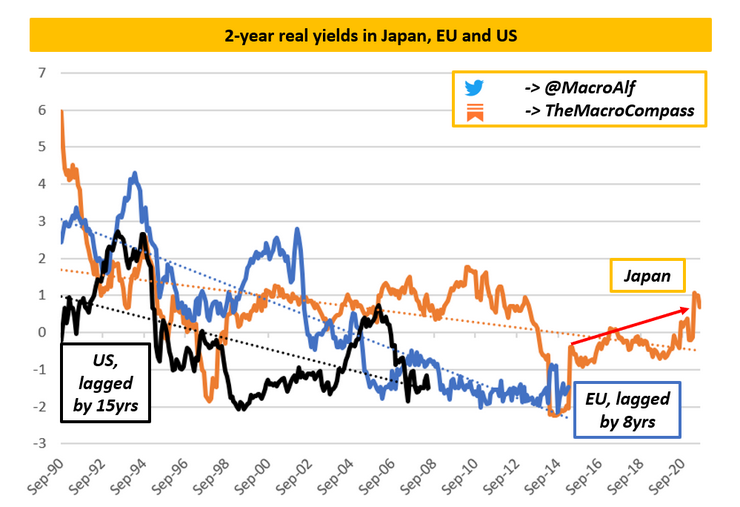 2-year real yields in Japan, EU and US
-> @MacroAlf
-> TheMacroCompass
7
6
5
4
3
2
1
0
-1
-2
-3
Japan
US,
lagged
by 15yrs
EU, lagged
by 8yrs
Sep-90
Sep-92
Sep-94
Sep-96
Sep-98
Sep-00
Sep-02
Sep-04
Sep-06
Sep-08
Sep-10
Sep-12
Sep-14
Sep-16
Sep-18
Sep-20